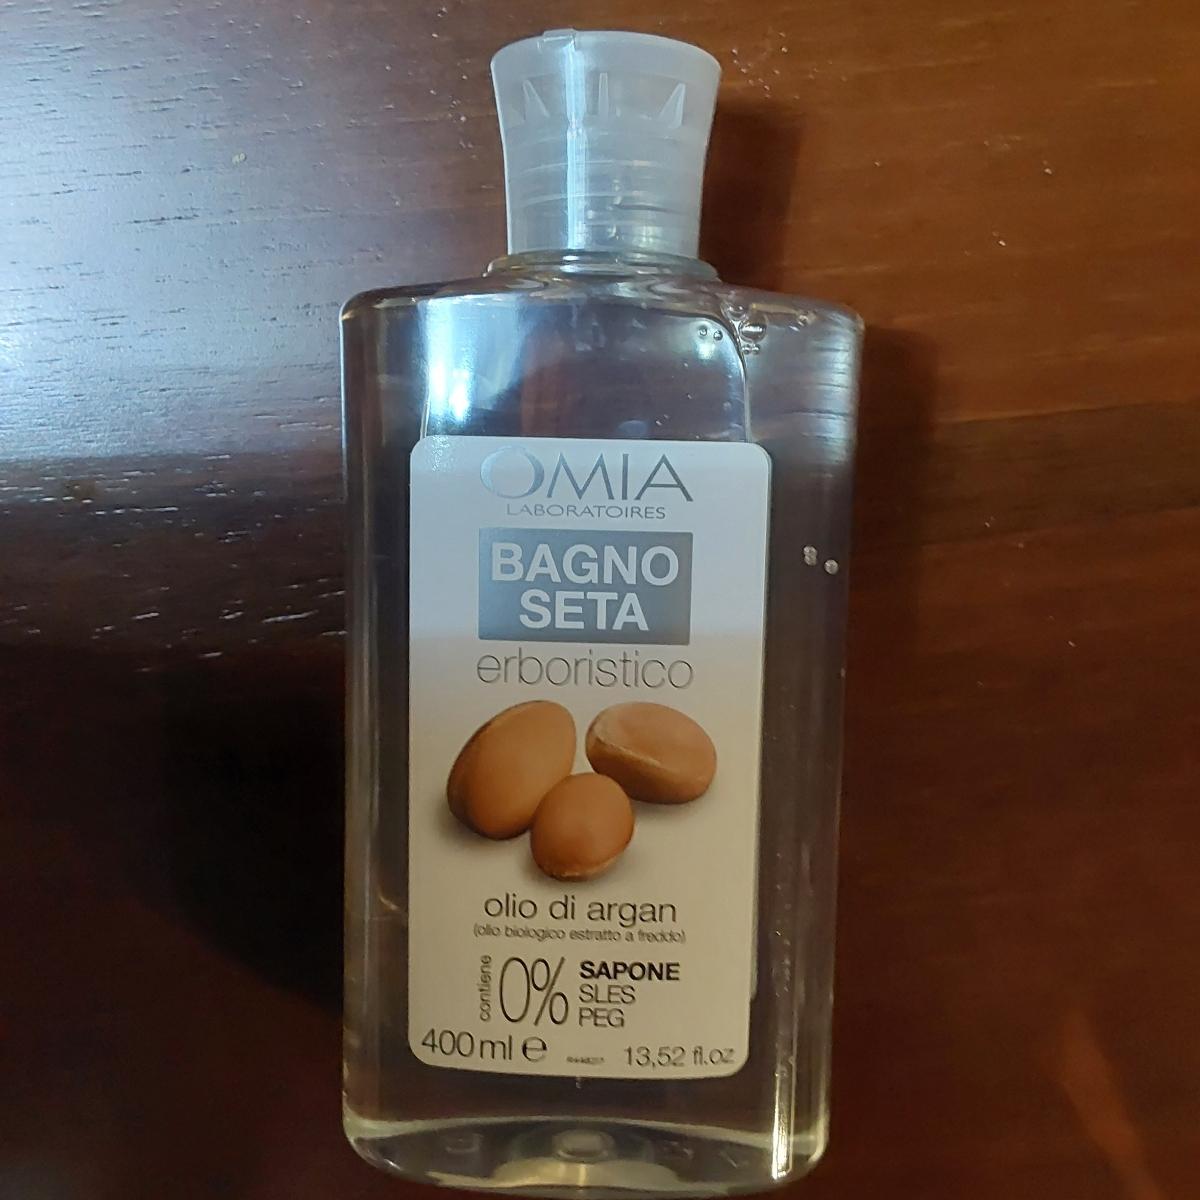 OMIA
LABORATOIRES
BAGNO
SETA
erboristico
olio di argan
(olio biologico estratto a freddo)
contiene
0%
SAPONE
SLES
PEG
400 ml ℮
13,52 fl.oz